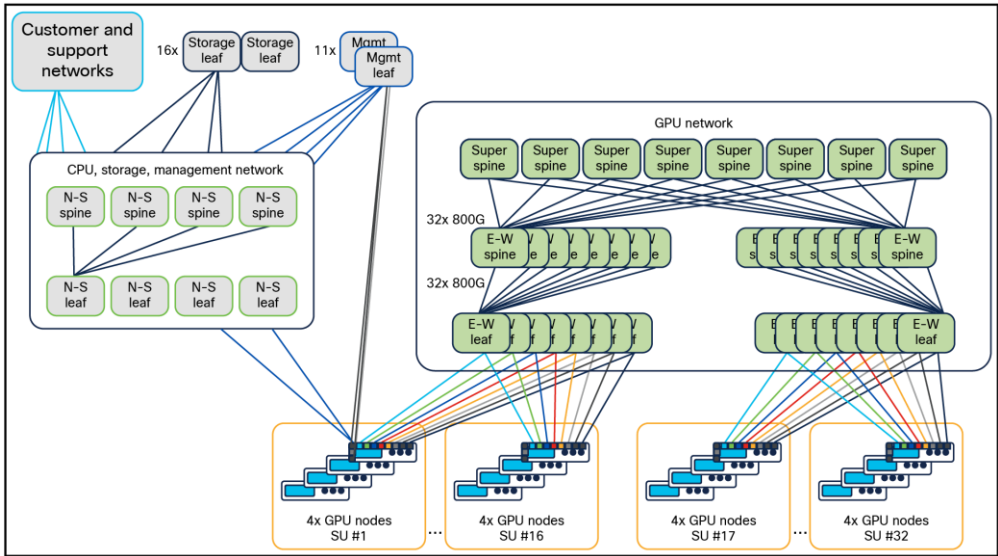 Customer and
support
networks
16x
Storage
leaf
Storage
leaf
11x
Mgmt
Mgmt
leaf
CPU, storage, management network
N-S
spine
N-S
spine
N-S
spine
N-S
spine
N-S
leaf
N-S
leaf
N-S
leaf
N-S
leaf
GPU network
Super
spine
Super
spine
Super
spine
Super
spine
Super
spine
Super
spine
Super
spine
Super
spine
32x 800G
E-W
spine
E-W
spine
32x 800G
E-W
leaf
E-W
leaf
4x GPU nodes
SU #1
...
4x GPU nodes
SU #16
4x GPU nodes
SU #17
...
4x GPU nodes
SU #32